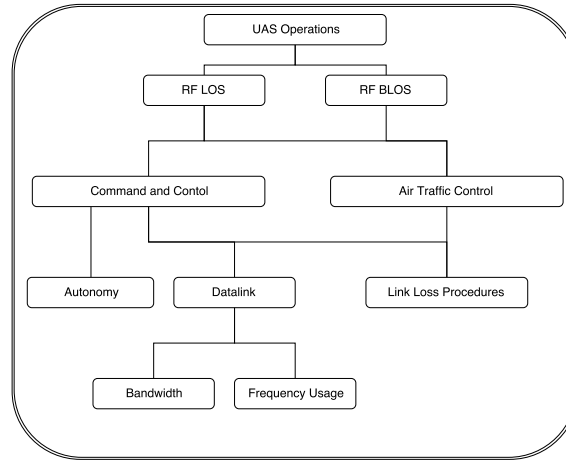 UAS Operations
RF LOS
RF BLOS
Command and Contol
Air Traffic Control
Autonomy
Datalink
Link Loss Procedures
Bandwidth
Frequency Usage